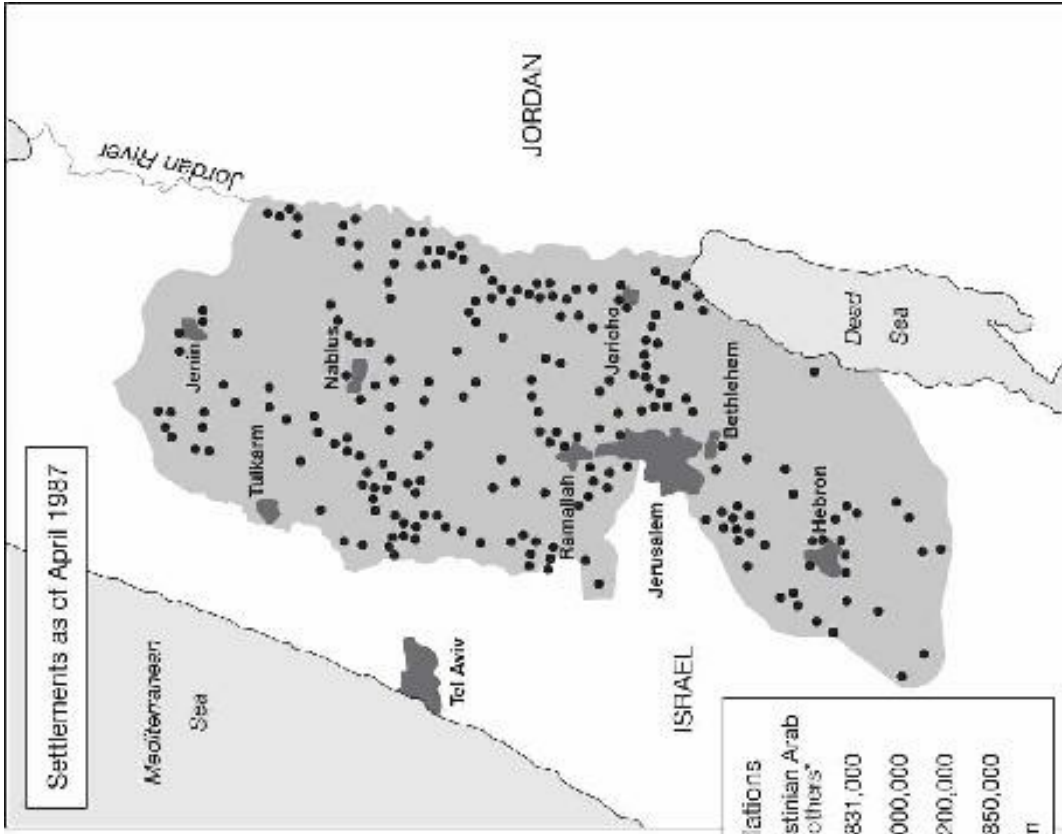 Settlements as of April 1987
Mediterranean
Sea
Jordan River
JORDAN
Jenin
Tulkarm
Nablus
Tel Aviv
Ramallah
Jericho
Jerusalem
Bethlehem
ISRAEL
Hebron
Dead
Sea
lations
stinian Arab
others*
831,000
000,000
200,000
850,000